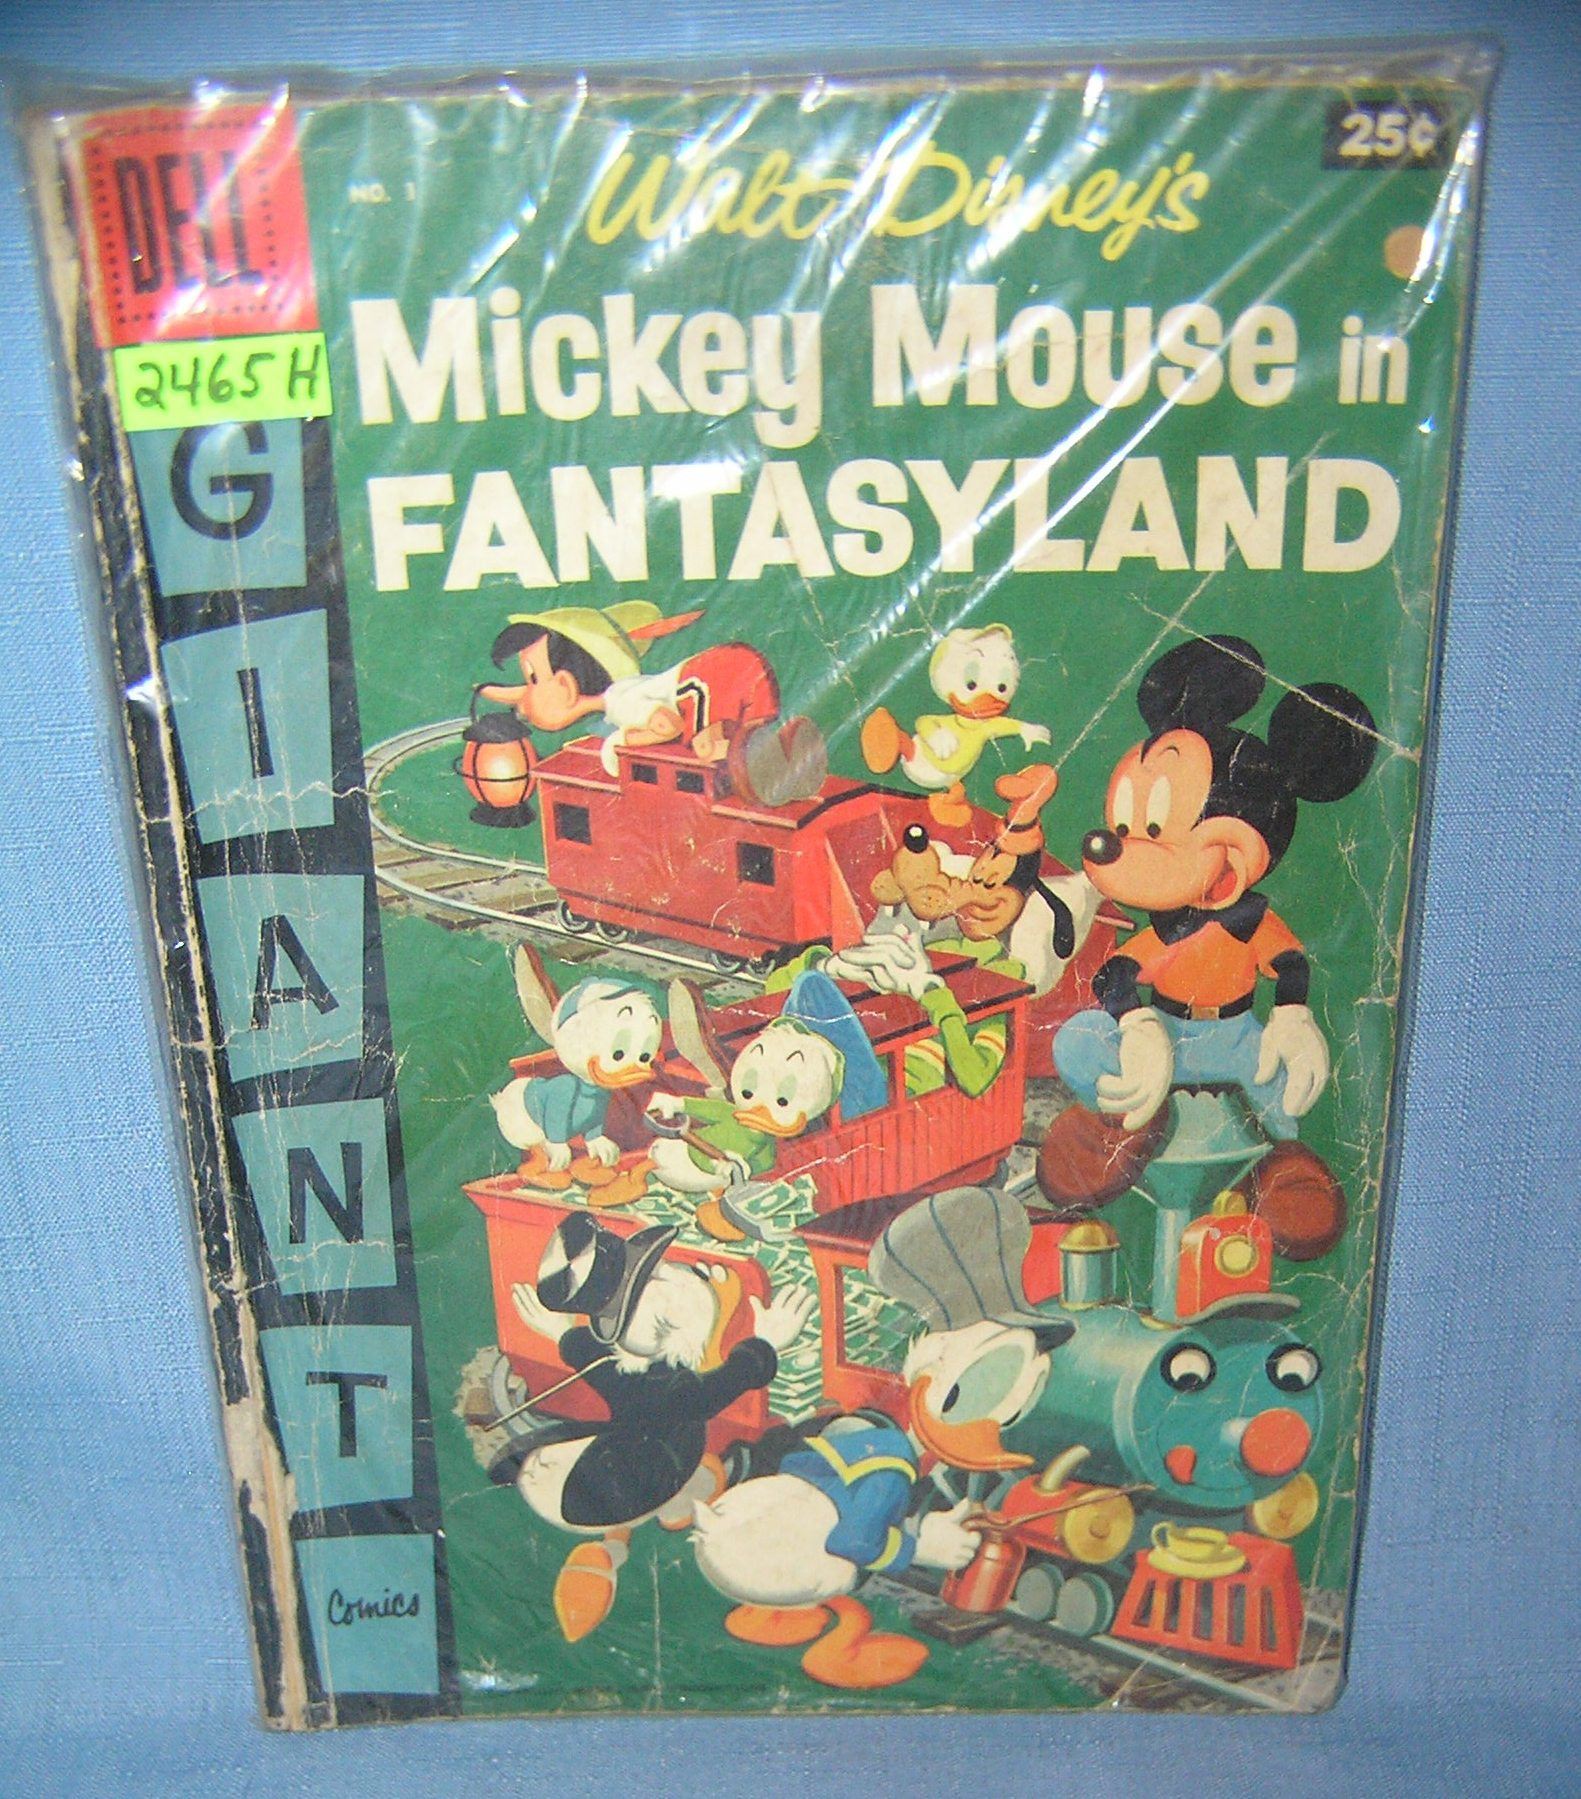 DELL
NO. 1
Walt Disney's
25¢
Mickey Mouse in
FANTASYLAND
2465H
GIANT
Comics